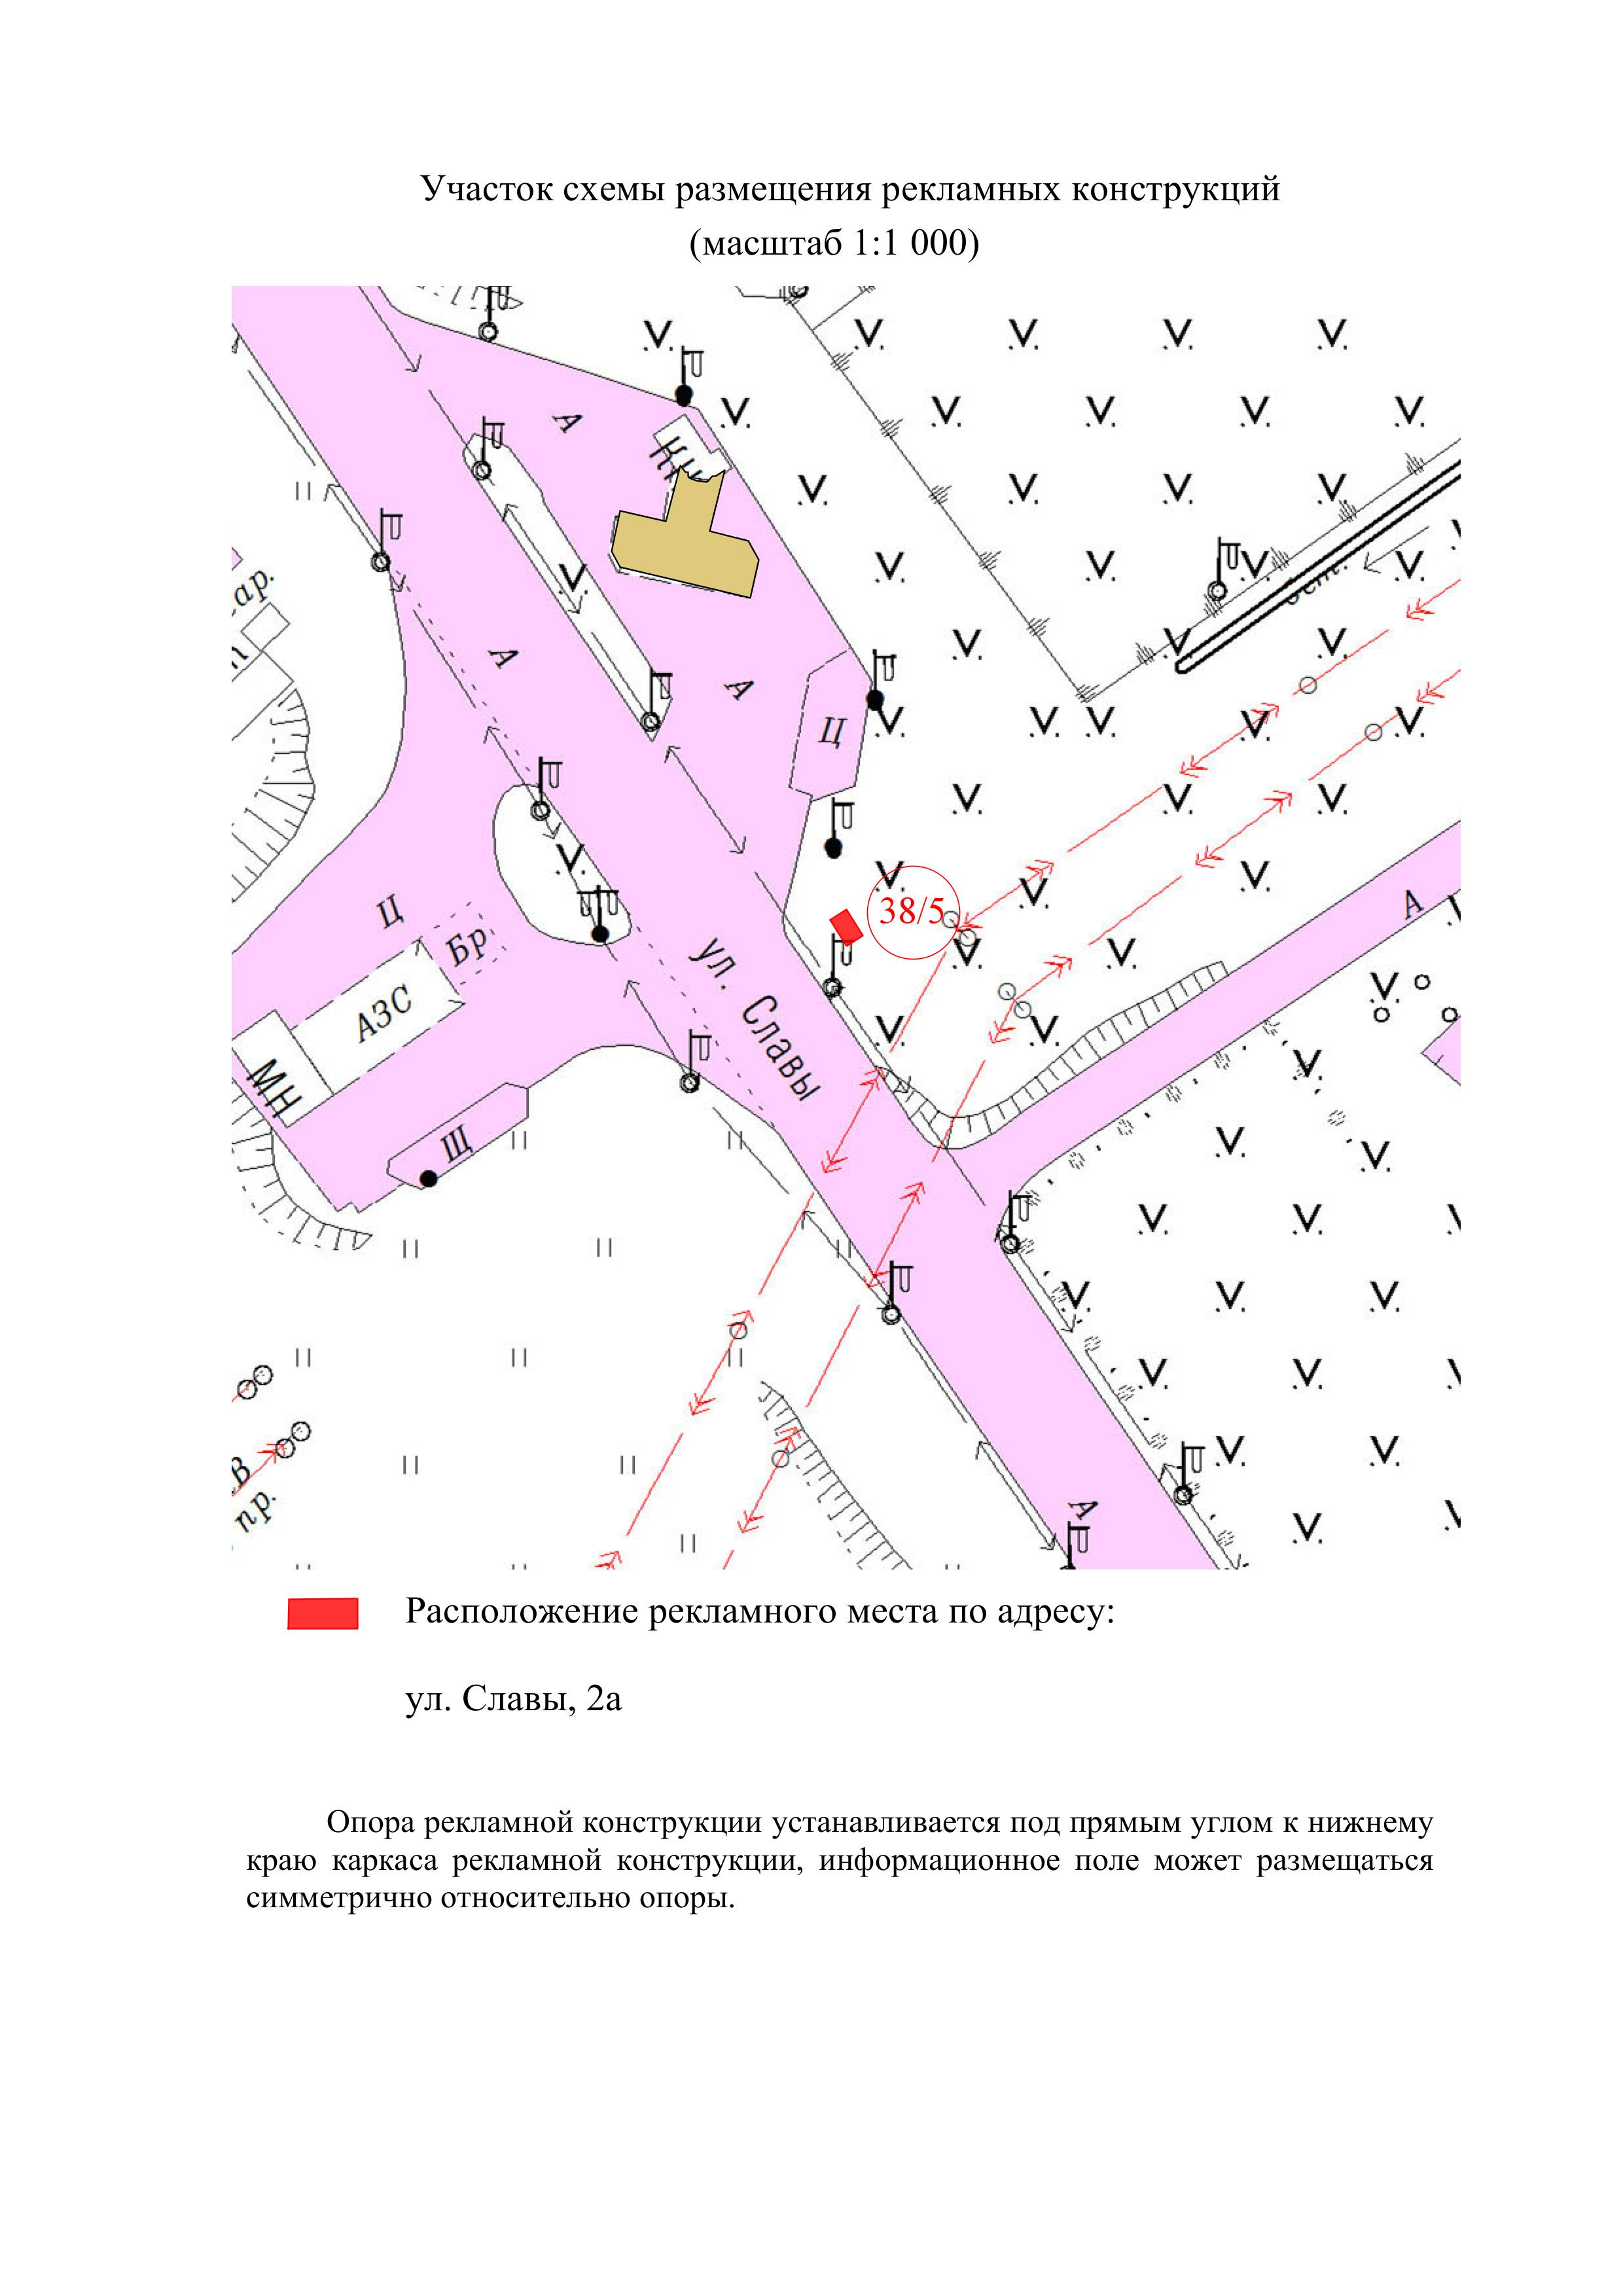 Участок схемы размещения рекламных конструкций
(масштаб 1:1 000)
А
А
А
Ц
ар.
38/5
А
Ц
Бр
АЗС
МН
ул. Славы
Щ
В
пр.
А
Расположение рекламного места по адресу:
ул. Славы, 2а
Опора рекламной конструкции устанавливается под прямым углом к нижнему
краю каркаса рекламной конструкции, информационное поле может размещаться
симметрично относительно опоры.